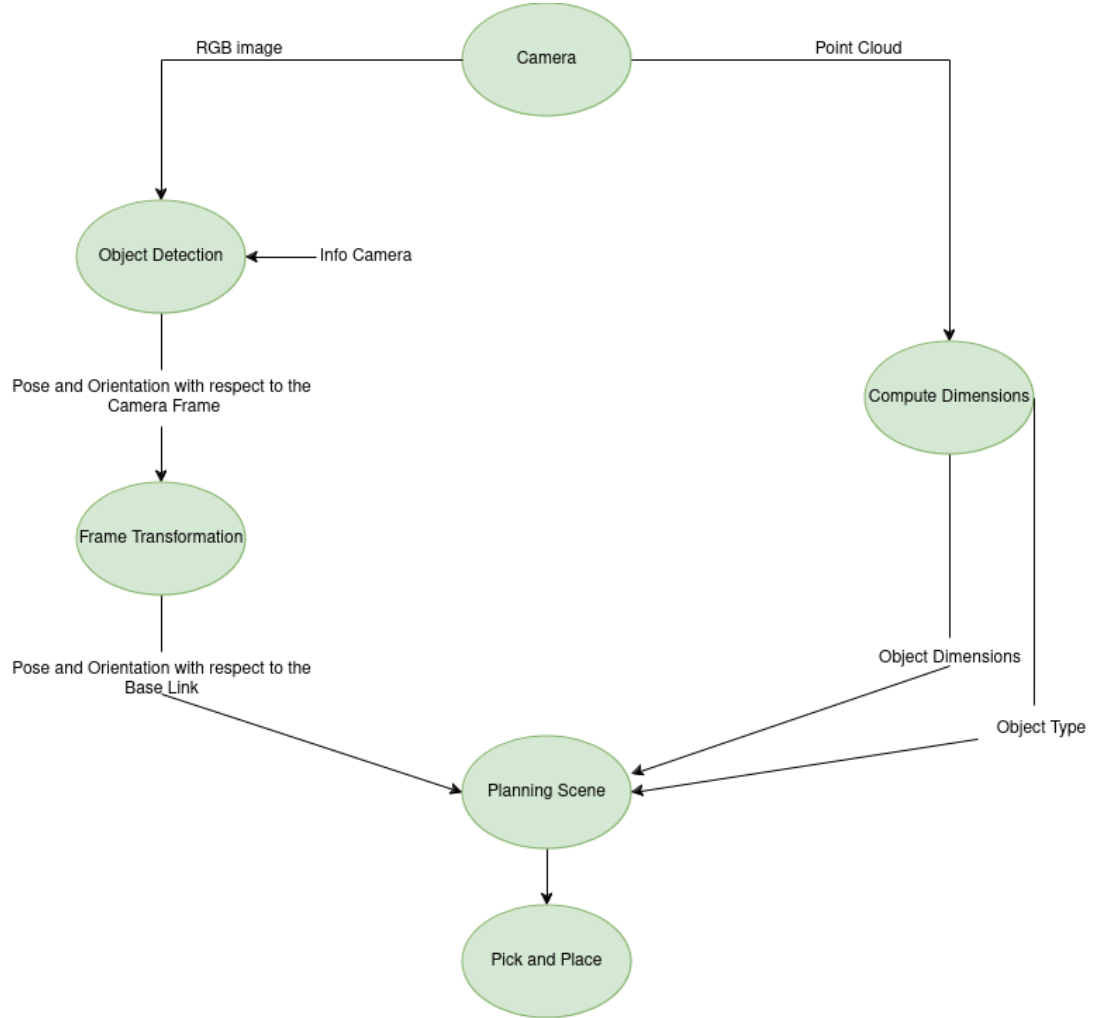 RGB image
Camera
Point Cloud
Object Detection
Info Camera
Pose and Orientation with respect to the
Camera Frame
Compute Dimensions
Frame Transformation
Pose and Orientation with respect to the
Base Link
Object Dimensions
Object Type
Planning Scene
Pick and Place